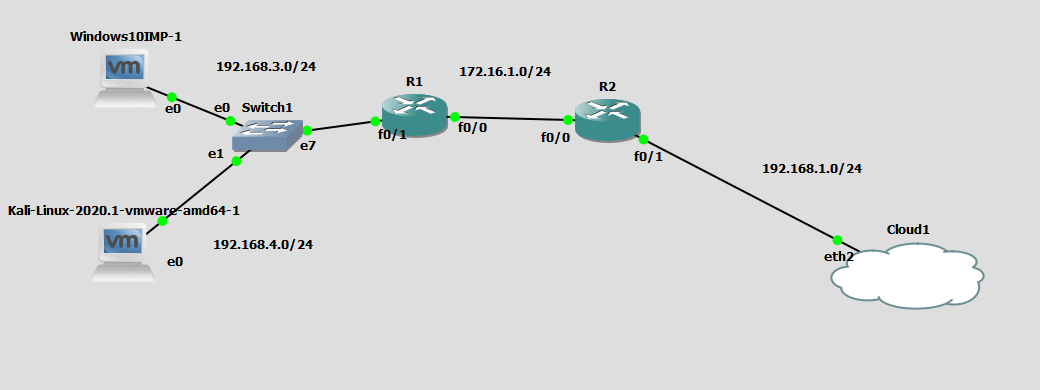 Windows10IMP-1
vm
e0
192.168.3.0/24
e0
Switch1
e7
e1
R1
f0/1
f0/0
172.16.1.0/24
R2
f0/0
f0/1
192.168.1.0/24
Kali-Linux-2020.1-vmware-amd64-1
vm
e0
192.168.4.0/24
Cloud1
eth2